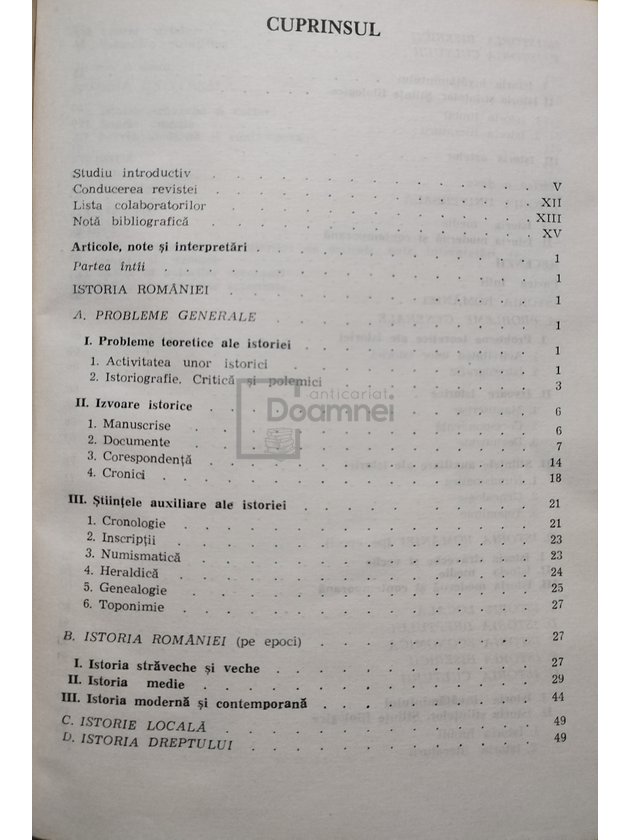 CUPRINSUL
Studiu introductiv . . . . . . . . . . V
Conducerea revistei . . . . . . . . . . XII
Lista colaboratorilor . . . . . . . . . . XIII
Notă bibliografică . . . . . . . . . . XV
Articole, note și interpretări . . . . . . . . . . 1
Partea întîi . . . . . . . . . . 1
ISTORIA ROMÂNIEI . . . . . . . . . . 1
A. PROBLEME GENERALE . . . . . . . . . . 1
I. Probleme teoretice ale istoriei . . . . . . . . . . 1
1. Activitatea unor istorici . . . . . . . . . . 1
2. Istoriografie. Critică și polemici . . . . . . . . . . 3
anticariat
Doamnei
II. Izvoare istorice . . . . . . . . . . 6
1. Manuscrise . . . . . . . . . . 6
2. Documente . . . . . . . . . . 7
3. Corespondență . . . . . . . . . . 14
4. Cronici . . . . . . . . . . 18
III. Științele auxiliare ale istoriei . . . . . . . . . . 21
1. Cronologie . . . . . . . . . . 21
2. Inscripții . . . . . . . . . . 23
3. Numismatică . . . . . . . . . . 23
4. Heraldică . . . . . . . . . . 24
5. Genealogie . . . . . . . . . . 25
6. Toponimie . . . . . . . . . . 27
B. ISTORIA ROMÂNIEI (pe epoci) . . . . . . . . . . 27
I. Istoria străveche și veche . . . . . . . . . . 27
II. Istoria medie . . . . . . . . . . 29
III. Istoria modernă și contemporană . . . . . . . . . . 44
C. ISTORIE LOCALĂ . . . . . . . . . . 49
D. ISTORIA DREPTULUI . . . . . . . . . . 49